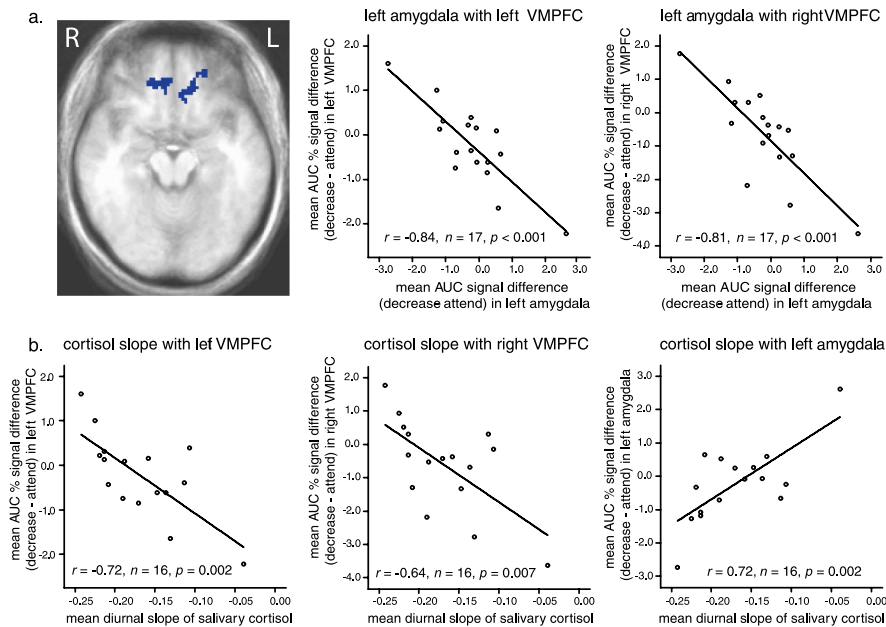 a.
R
L
left amygdala with left VMPFC
mean AUC % signal difference
(decrease – attend) in left VMPFC
2.0
1.0
0.0
-1.0
-2.0
r = -0.84, n = 17, p < 0.001
-3.0 -2.0 -1.0 0.0 1.0 2.0 3.0
mean AUC signal difference
(decrease – attend) in left amygdala
left amygdala with rightVMPFC
mean AUC % signal difference
(decrease – attend) in right VMPFC
2.0
1.0
0.0
-1.0
-2.0
-3.0
-4.0
r = -0.81, n = 17, p < 0.001
-3.0 -2.0 -1.0 0.0 1.0 2.0 3.0
mean AUC signal difference
(decrease – attend) in left amygdala
b.
cortisol slope with lef VMPFC
mean AUC % signal difference
(decrease – attend) in left VMPFC
2.0
1.0
0.0
-1.0
-2.0
r = -0.72, n = 16, p = 0.002
-0.25 -0.20 -0.15 -0.10 -0.05 0.00
mean diurnal slope of salivary cortisol
cortisol slope with right VMPFC
mean AUC % signal difference
(decrease – attend) in right VMPFC
2.0
1.0
0.0
-1.0
-2.0
-3.0
-4.0
r = -0.64, n = 16, p = 0.007
-0.25 -0.20 -0.15 -0.10 -0.05 0.00
mean diurnal slope of salivary cortisol
cortisol slope with left amygdala
mean AUC % signal difference
(decrease - attend) in left amygdala
3.0
2.0
1.0
0.0
-1.0
-2.0
-3.0
r = 0.72, n = 16, p = 0.002
-0.25 -0.20 -0.15 -0.10 -0.05 0.00
mean diurnal slope of salivary cortisol